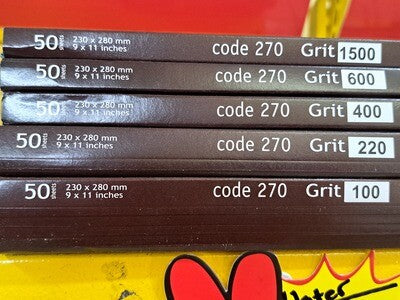 50 sheets 230 x 280 mm 9 x 11 inches code 270 Grit 1500
50 sheets 230 x 280 mm 9 x 11 inches code 270 Grit 600
50 sheets 230 x 280 mm 9 x 11 inches code 270 Grit 400
50 sheets 230 x 280 mm 9 x 11 inches code 270 Grit 220
50 sheets 230 x 280 mm 9 x 11 inches code 270 Grit 100
Water